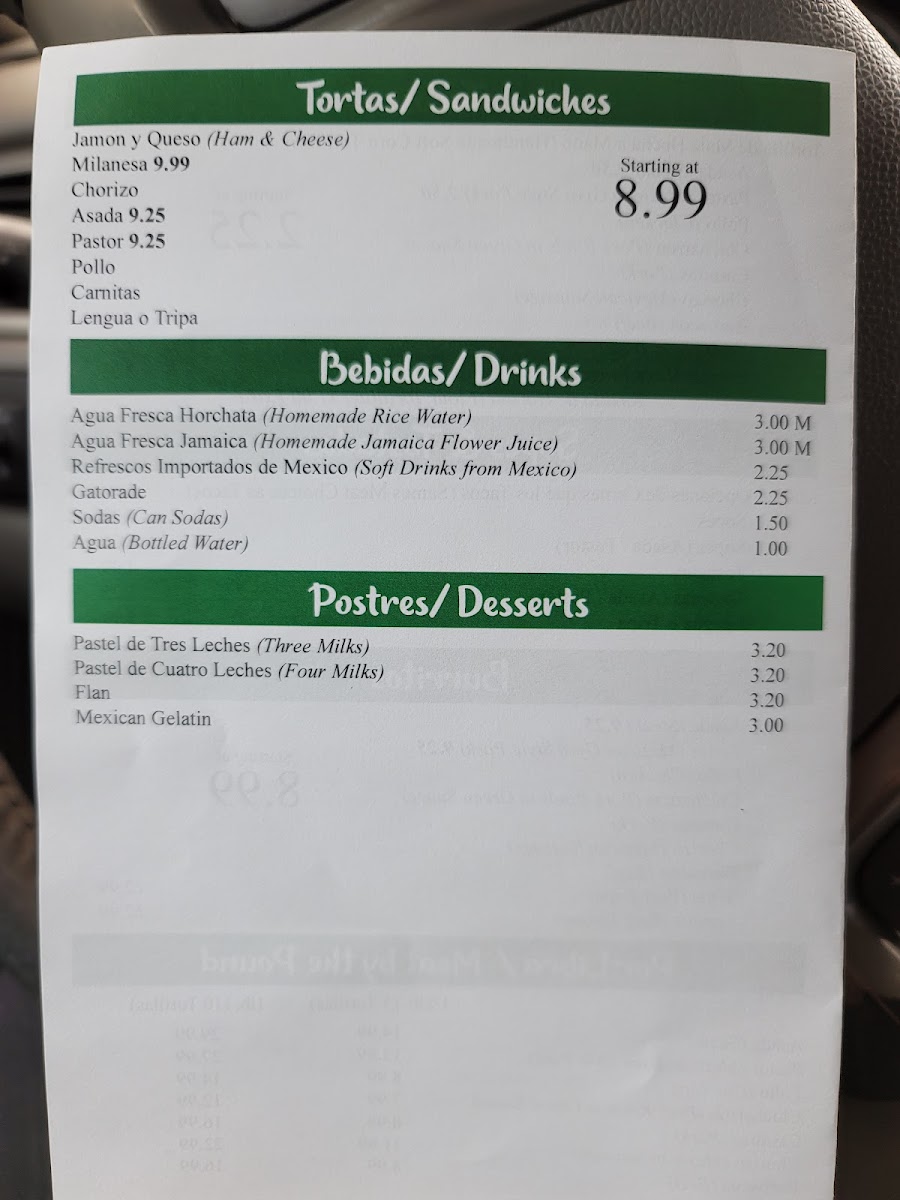 Tortas/ Sandwiches
Jamon y Queso (Ham & Cheese)
Milanesa 9.99
Starting at
8.99
Chorizo
Asada 9.25
Pastor 9.25
Pollo
Carnitas
Lengua o Tripa
Bebidas/ Drinks
Agua Fresca Horchata (Homemade Rice Water) 3.00 M
Agua Fresca Jamaica (Homemade Jamaica Flower Juice) 3.00 M
Refrescos Importados de Mexico (Soft Drinks from Mexico) 2.25
Gatorade 2.25
Sodas (Can Sodas) 1.50
Agua (Bottled Water) 1.00
Postres/ Desserts
Pastel de Tres Leches (Three Milks) 3.20
Pastel de Cuatro Leches (Four Milks) 3.20
Flan 3.20
Mexican Gelatin 3.00